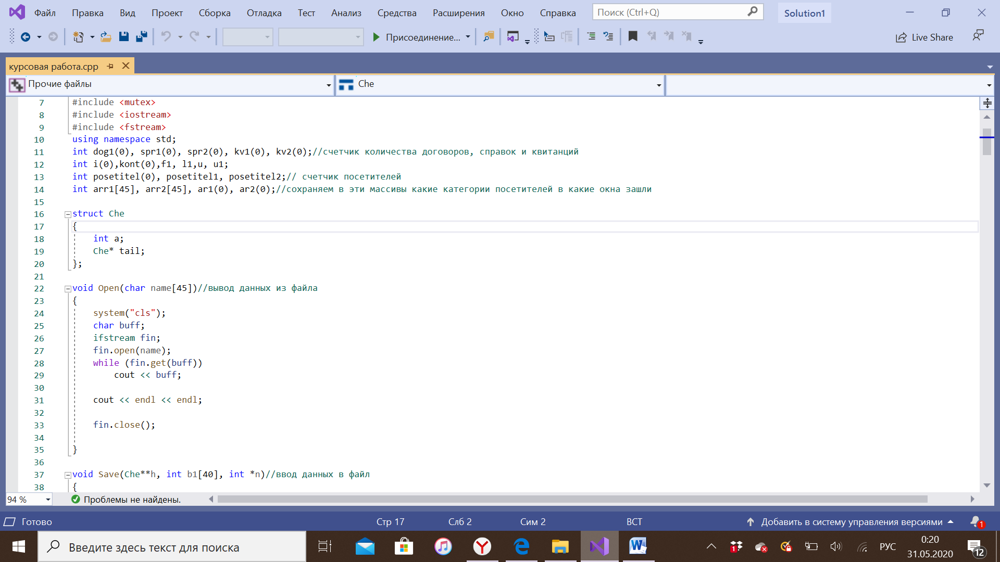 Файл Правка Вид Проект Сборка Отладка Тест Анализ Средства Расширения Окно Справка Поиск (Ctrl+Q) Solution1
Присоединение... Live Share
курсовая работа.cpp
Прочие файлы Che
7 #include <mutex>
8 #include <iostream>
9 #include <fstream>
10 using namespace std;
11 int dog1(0), spr1(0), spr2(0), kv1(0), kv2(0);//счетчик количества договоров, справок и квитанций
12 int i(0),kont(0),f1, l1,u, u1;
13 int posetitel(0), posetitel1, posetitel2;// счетчик посетителей
14 int arr1[45], arr2[45], ar1(0), ar2(0);//сохраняем в эти массивы какие категории посетителей в какие окна зашли
15
16 struct Che
17 {
18 int a;
19 Che* tail;
20 };
21
22 void Open(char name[45])//вывод данных из файла
23 {
24 system("cls");
25 char buff;
26 ifstream fin;
27 fin.open(name);
28 while (fin.get(buff))
29 cout << buff;
30
31 cout << endl << endl;
32
33 fin.close();
34
35 }
36
37 void Save(Che**h, int b1[40], int *n)//ввод данных в файл
38 {
94 % Проблемы не найдены.
Готово Стр 17 Слб 2 Сим 2 ВСТ Добавить в систему управления версиями 1
Введите здесь текст для поиска 1 РУС 0:20
31.05.2020 12